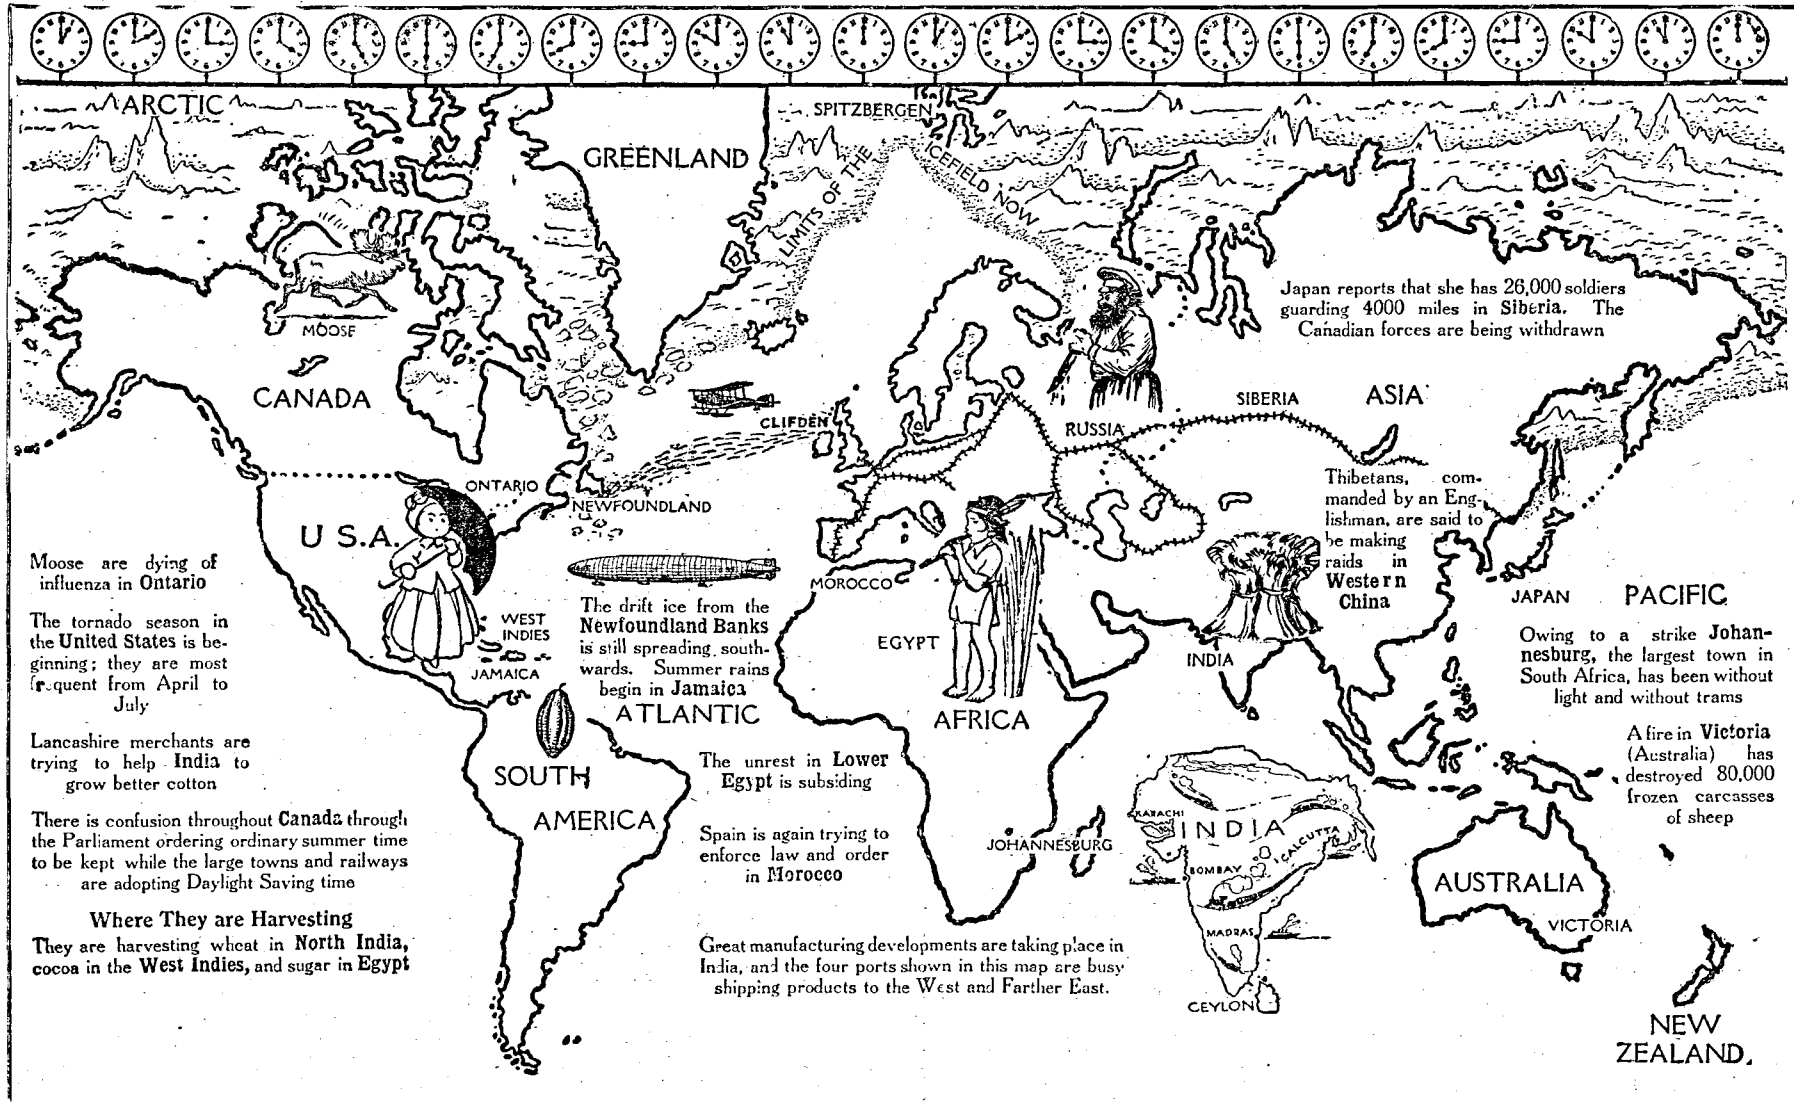 ARCTIC
SPITZBERGEN
GREENLAND
LIMITS OF THE
ICEFIELD NOW
MOOSE
Japan reports that she has 26,000 soldiers
guarding 4000 miles in Siberia. The
Canadian forces are being withdrawn
CANADA
CLIFDEN
SIBERIA
ASIA
RUSSIA
ONTARIO
NEWFOUNDLAND
U.S.A.
Thibetans, com-
manded by an Eng-
lishman, are said to
be making
raids in
Western
China
Moose are dying of
influenza in Ontario
MOROCCO
JAPAN
PACIFIC
The tornado season in
the United States is be-
ginning; they are most
frequent from April to
July
WEST
INDIES
JAMAICA
The drift ice from the
Newfoundland Banks
is still spreading south-
wards. Summer rains
begin in Jamaica
EGYPT
INDIA
Owing to a strike Johan-
nesburg, the largest town in
South Africa, has been without
light and without trams
ATLANTIC
AFRICA
Lancashire merchants are
trying to help India to
grow better cotton
SOUTH
AMERICA
The unrest in Lower
Egypt is subsiding
A fire in Victoria
(Australia) has
destroyed 80,000
frozen carcasses
of sheep
There is confusion throughout Canada through
the Parliament ordering ordinary summer time
to be kept while the large towns and railways
are adopting Daylight Saving time
Spain is again trying to
enforce law and order
in Morocco
JOHANNESBURG
KARACHI
INDIA
CALCUTTA
BOMBAY
MADRAS
CEYLON
AUSTRALIA
VICTORIA
Where They are Harvesting
They are harvesting wheat in North India,
cocoa in the West Indies, and sugar in Egypt
Great manufacturing developments are taking place in
India, and the four ports shown in this map are busy
shipping products to the West and Farther East.
NEW
ZEALAND.